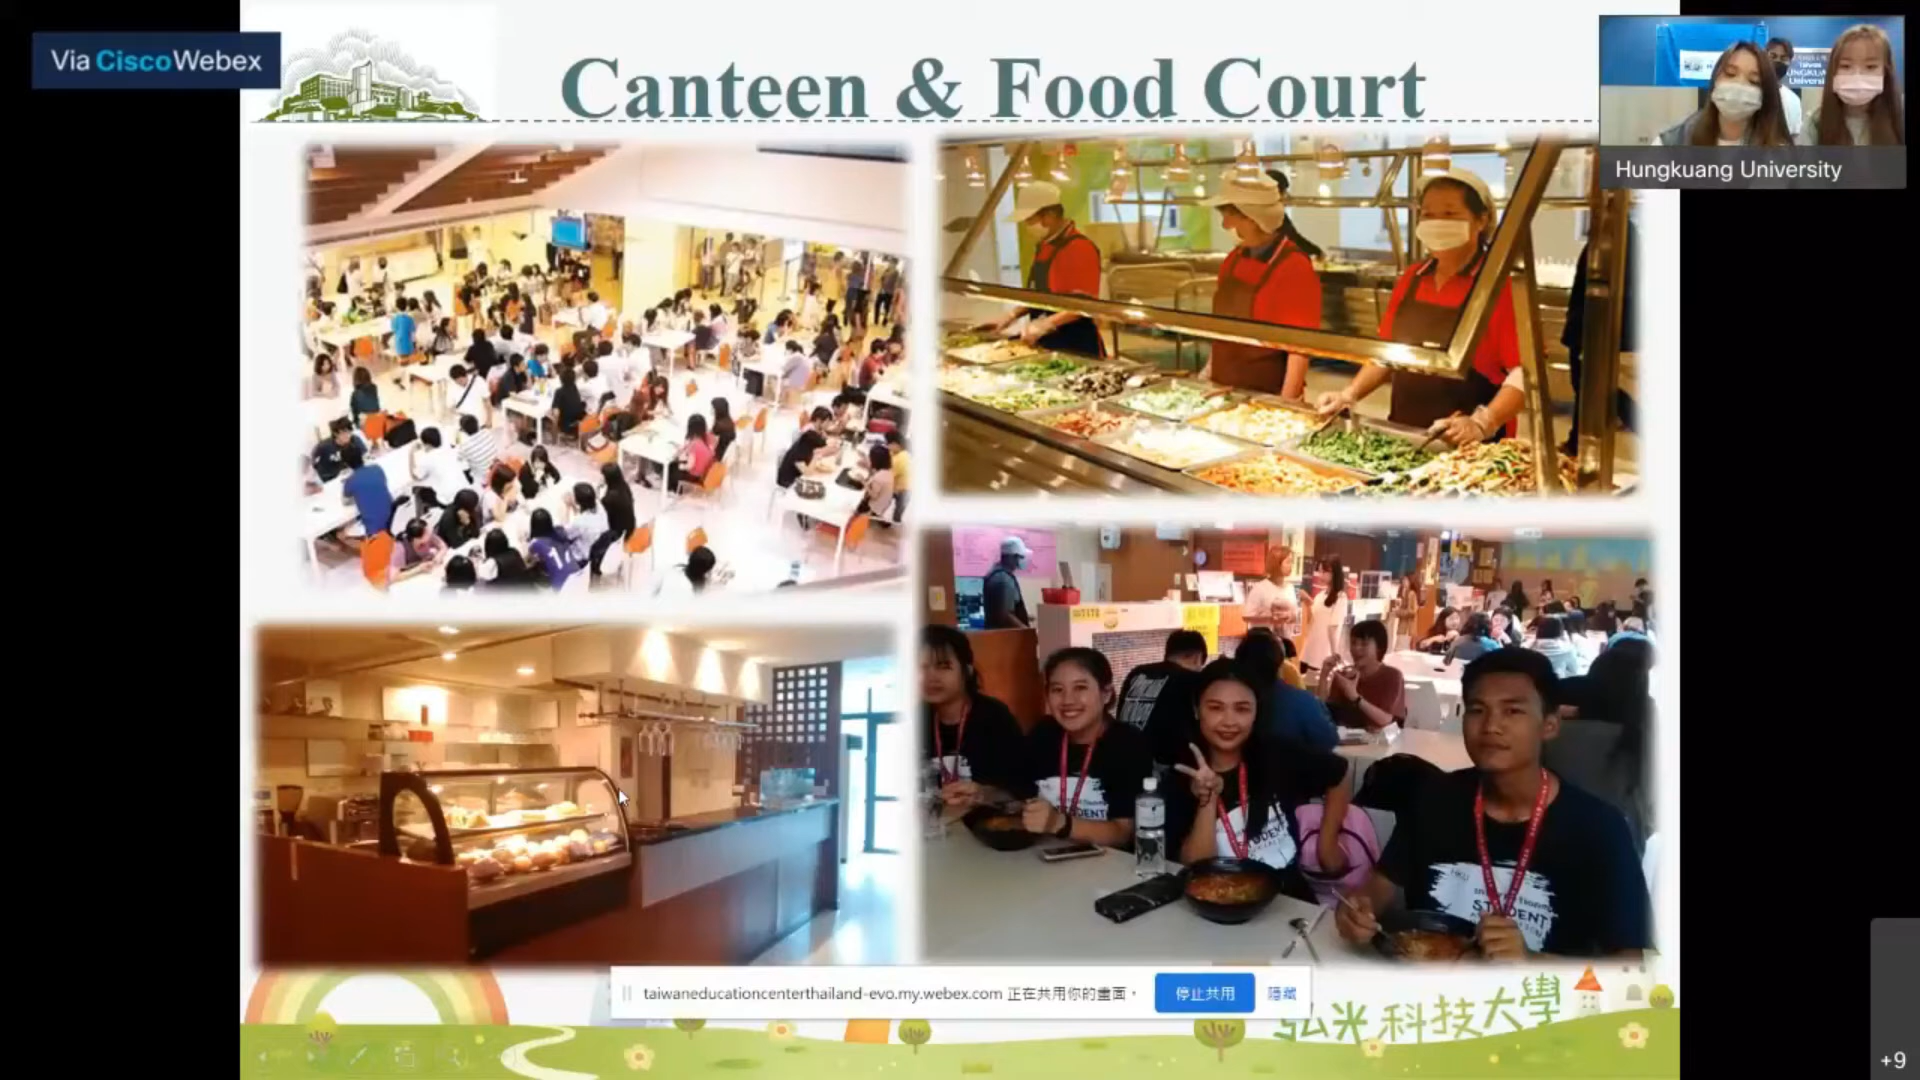 Via CiscoWebex
Canteen & Food Court
Hungkuang University
STUDENT
taiwaneducationcenterthailand-evo.my.webex.com 正在共用你的畫面。
停止共用
隱藏
弘光科技大學
+9